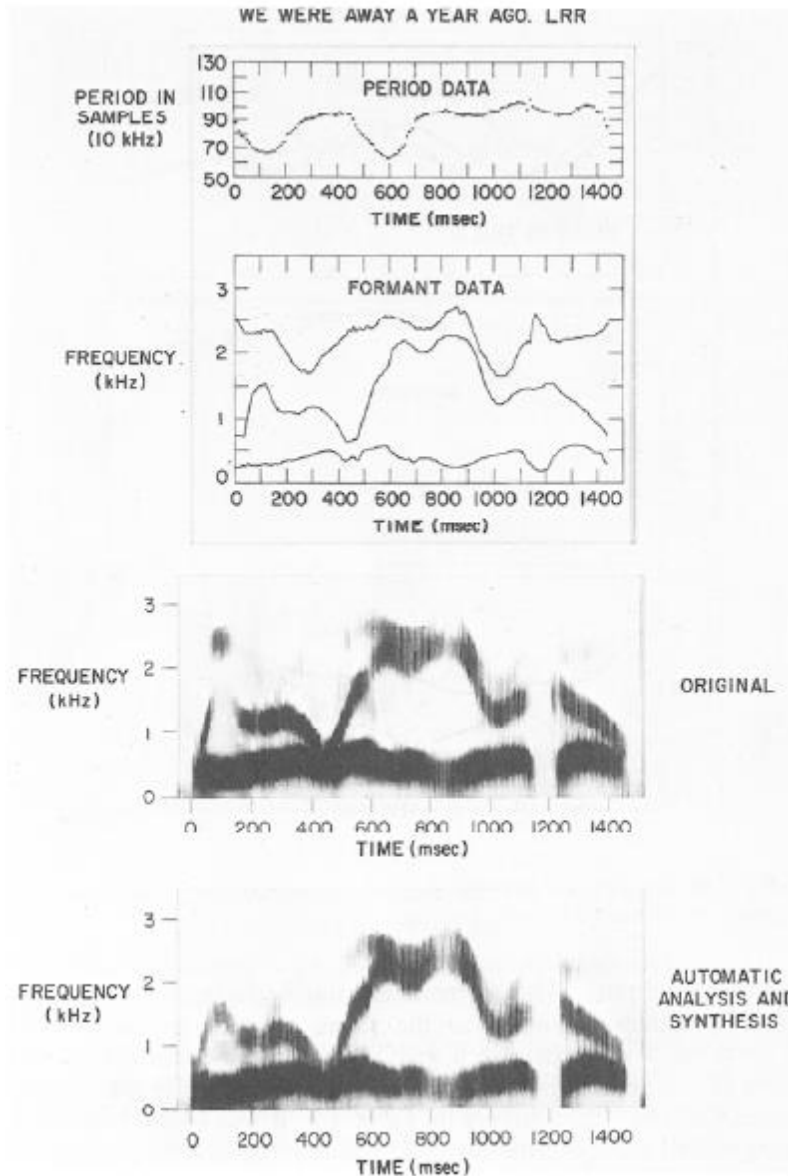 WE WERE AWAY A YEAR AGO. LRR
130
110
90
70
50
PERIOD IN
SAMPLES
(10 kHz)
PERIOD DATA
0 200 400 600 800 1000 1200 1400
TIME (msec)
3
2
1
0
FREQUENCY
(kHz)
FORMANT DATA
0 200 400 600 800 1000 1200 1400
TIME (msec)
3
2
1
0
FREQUENCY
(kHz)
ORIGINAL
0 200 400 600 800 1000 1200 1400
TIME (msec)
3
2
1
0
FREQUENCY
(kHz)
AUTOMATIC
ANALYSIS AND
SYNTHESIS
0 200 400 600 800 1000 1200 1400
TIME (msec)